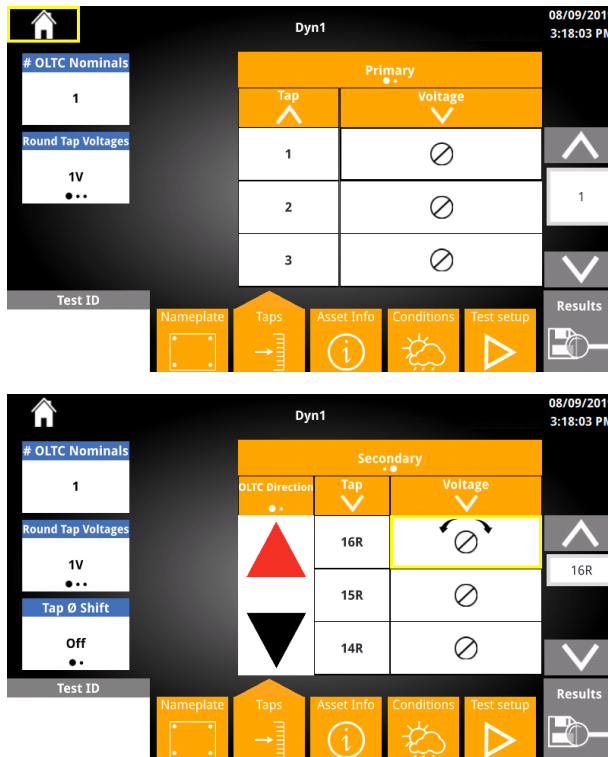 Dyn1
08/09/201
3:18:03 PM
# OLTC Nominals
1
Round Tap Voltages
1V
Primary
Tap
Voltage
1
2
3
1
Test ID
Nameplate
Taps
Asset Info
Conditions
Test setup
Results
Dyn1
08/09/201
3:18:03 PM
# OLTC Nominals
1
Round Tap Voltages
1V
Tap Ø Shift
Off
Secondary
OLTC Direction
Tap
Voltage
16R
15R
14R
16R
Test ID
Nameplate
Taps
Asset Info
Conditions
Test setup
Results